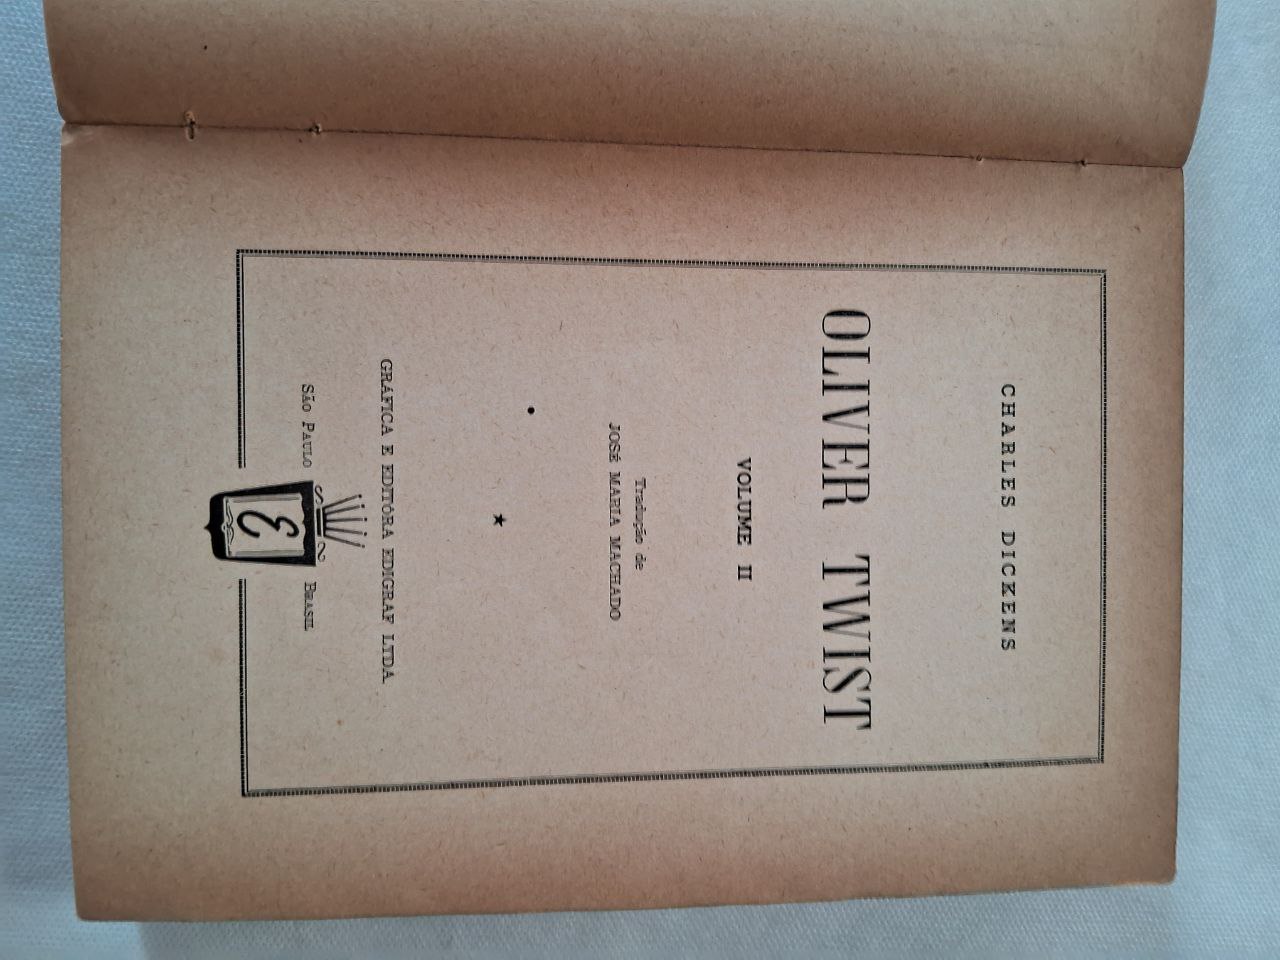 CHARLES DICKENS
OLIVER TWIST
VOLUME II
Tradução de
JOSÉ MARIA MACHADO
★
GRÁFICA E EDITÔRA EDIGRAF LTDA.
SÃO PAULO BRASIL
E